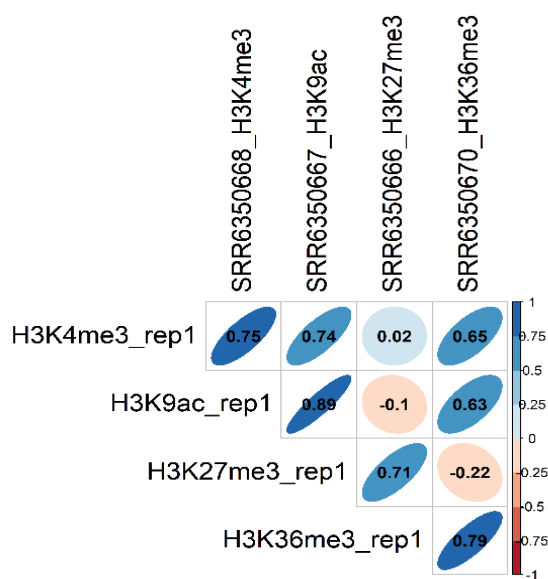 SRR6350668_H3K4me3
SRR6350667_H3K9ac
SRR6350666_H3K27me3
SRR6350670_H3K36me3
H3K4me3_rep1 0.75 0.74 0.02 0.65
H3K9ac_rep1 0.89 -0.1 0.63
H3K27me3_rep1 0.71 -0.22
H3K36me3_rep1 0.79
1
0.75
0.5
0.25
0
-0.25
-0.5
-0.75
-1